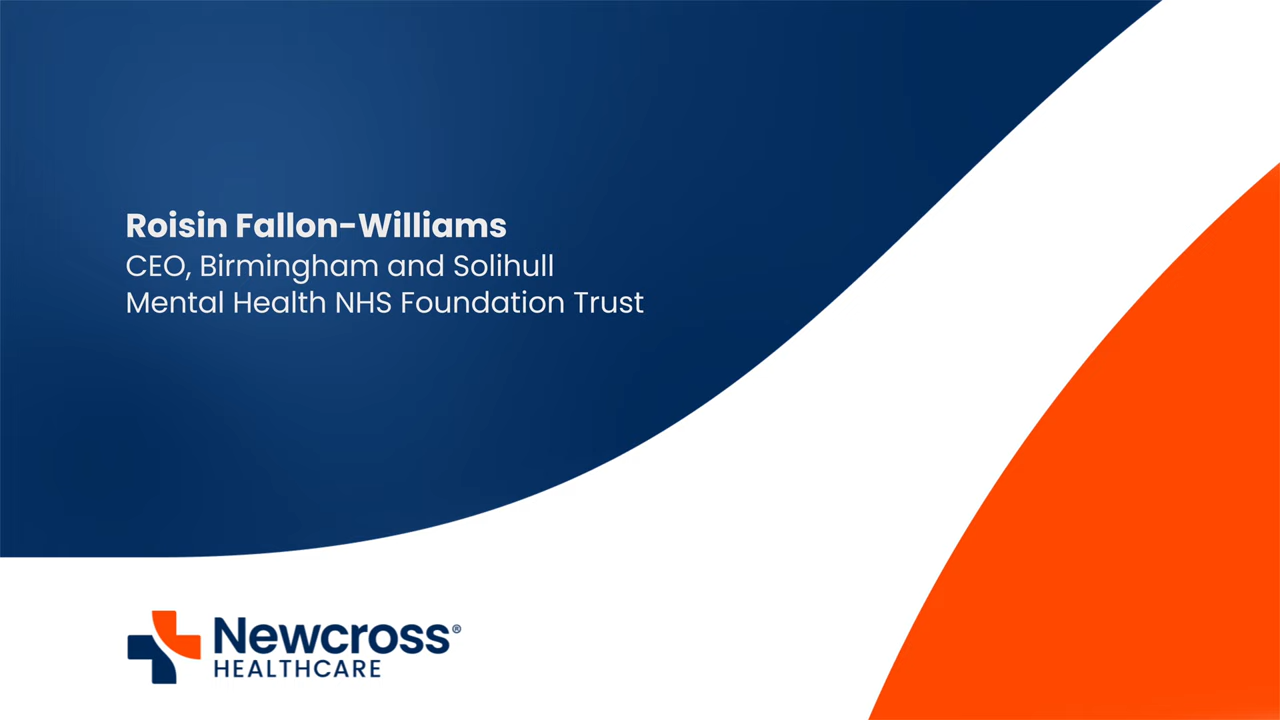 Roisin Fallon-Williams
CEO, Birmingham and Solihull
Mental Health NHS Foundation Trust
Newcross®
HEALTHCARE